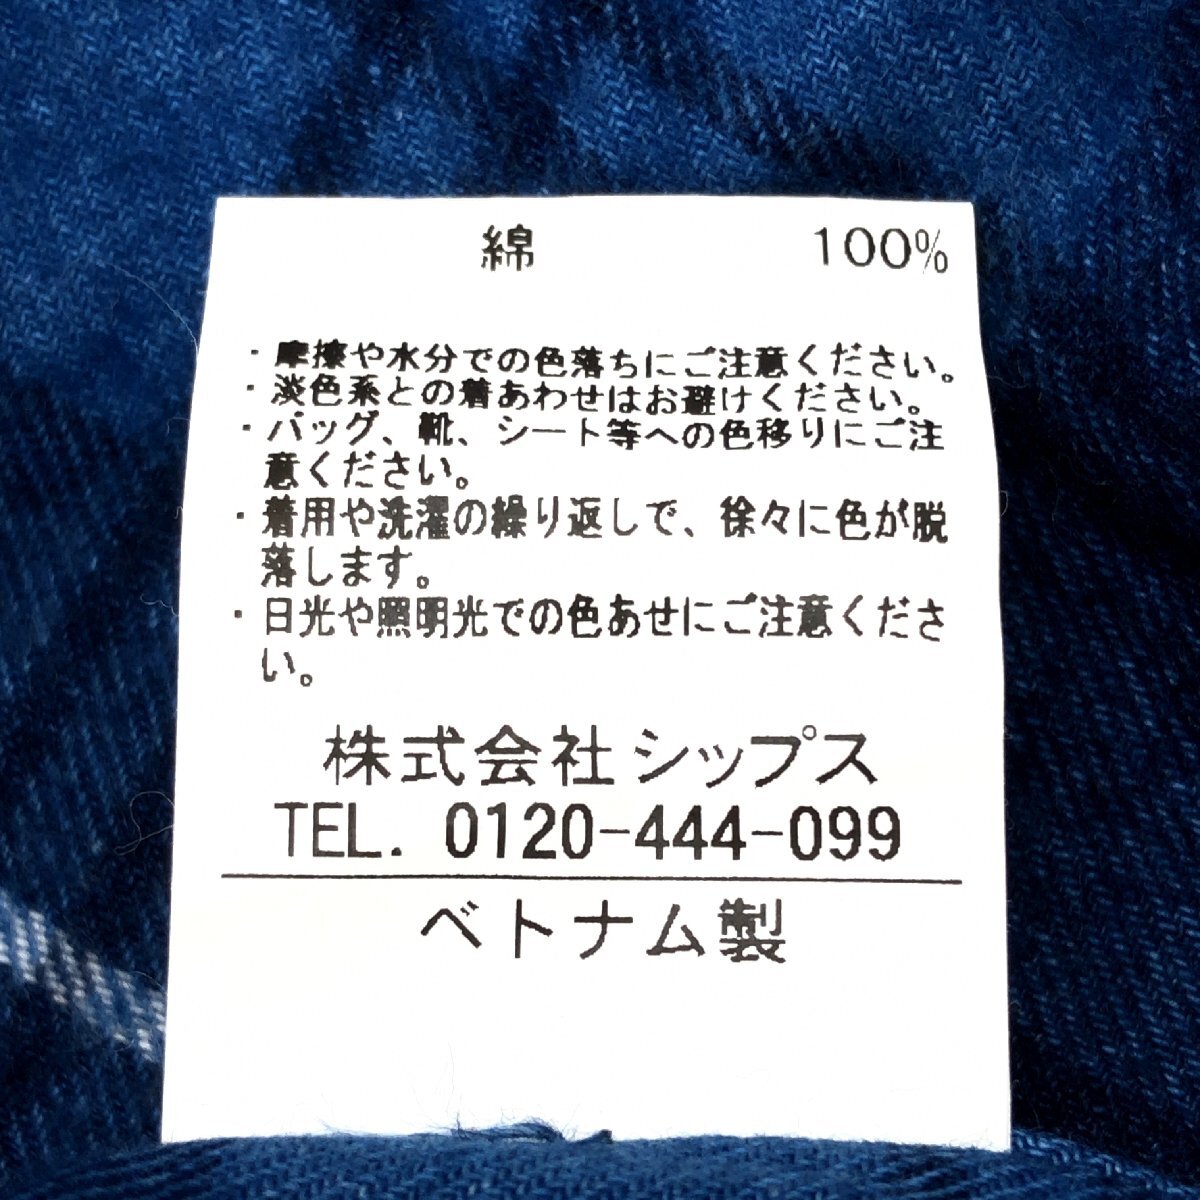 綿 100%
・摩擦や水分での色落ちにご注意ください。
・淡色系との着あわせはお避けください。
・バッグ、靴、シート等への色移りにご注
意ください。
・着用や洗濯の繰り返しで、徐々に色が脱
落します。
・日光や照明光での色あせにご注意くださ
い。
株式会社シップス
TEL. 0120-444-099
ベトナム製